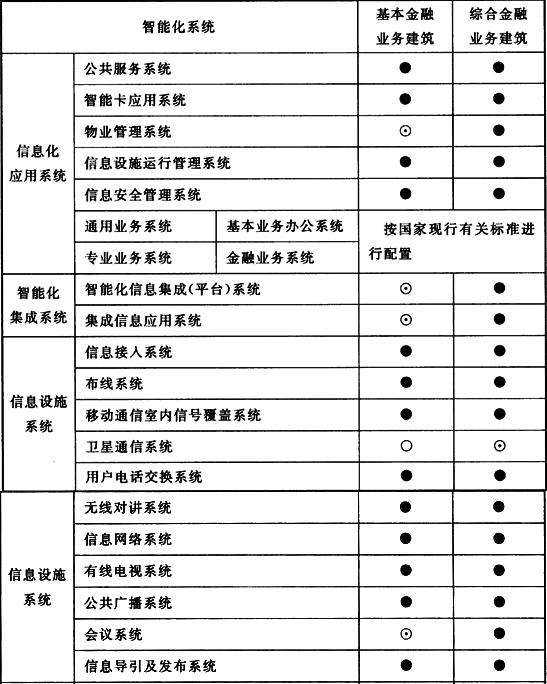 智能化系统 基本金融业务建筑 综合金融业务建筑
信息化应用系统 公共服务系统 ● ●
智能卡应用系统 ● ●
物业管理系统 ⊙ ●
信息设施运行管理系统 ● ●
信息安全管理系统 ● ●
通用业务系统 基本业务办公系统 按国家现行有关标准进行配置
专业业务系统 金融业务系统
智能化集成系统 智能化信息集成(平台)系统 ⊙ ●
集成信息应用系统 ⊙ ●
信息设施系统 信息接入系统 ● ●
布线系统 ● ●
移动通信室内信号覆盖系统 ● ●
卫星通信系统 ○ ⊙
用户电话交换系统 ● ●
信息设施系统 无线对讲系统 ● ●
信息网络系统 ● ●
有线电视系统 ● ●
公共广播系统 ● ●
会议系统 ⊙ ●
信息导引及发布系统 ● ●